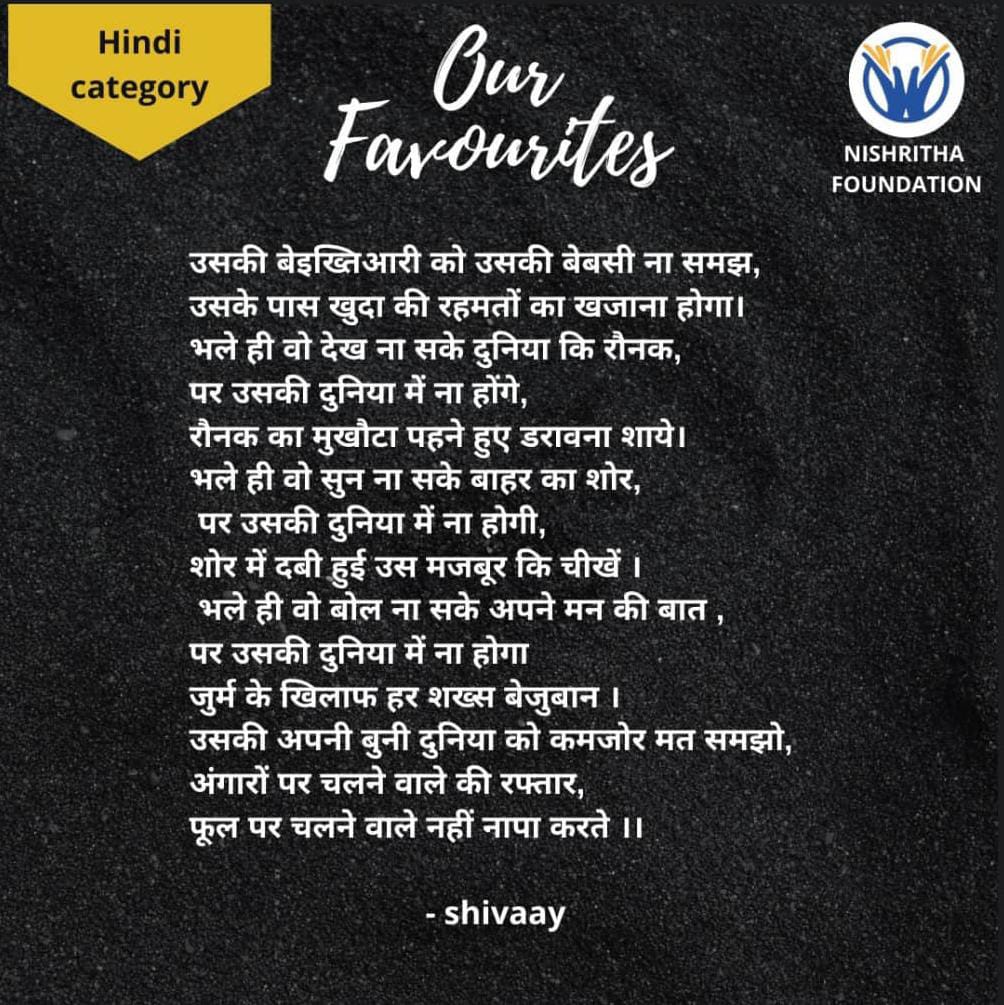 Hindi
category
Our
Favourites
NISHRITHA
FOUNDATION
उसकी बेइख्तिआरी को उसकी बेबसी ना समझ,
उसके पास खुदा की रहमतों का खजाना होगा।
भले ही वो देख ना सके दुनिया कि रौनक,
पर उसकी दुनिया में ना होंगे,
रौनक का मुखौटा पहने हुए डरावना शाये।
भले ही वो सुन ना सके बाहर का शोर,
पर उसकी दुनिया में ना होगी,
शोर में दबी हुई उस मजबूर कि चीखें ।
भले ही वो बोल ना सके अपने मन की बात ,
पर उसकी दुनिया में ना होगा
जुर्म के खिलाफ हर शख्स बेजुबान ।
उसकी अपनी बुनी दुनिया को कमजोर मत समझो,
अंगारों पर चलने वाले की रफ्तार,
फूल पर चलने वाले नहीं नापा करते ।।
- shivaay